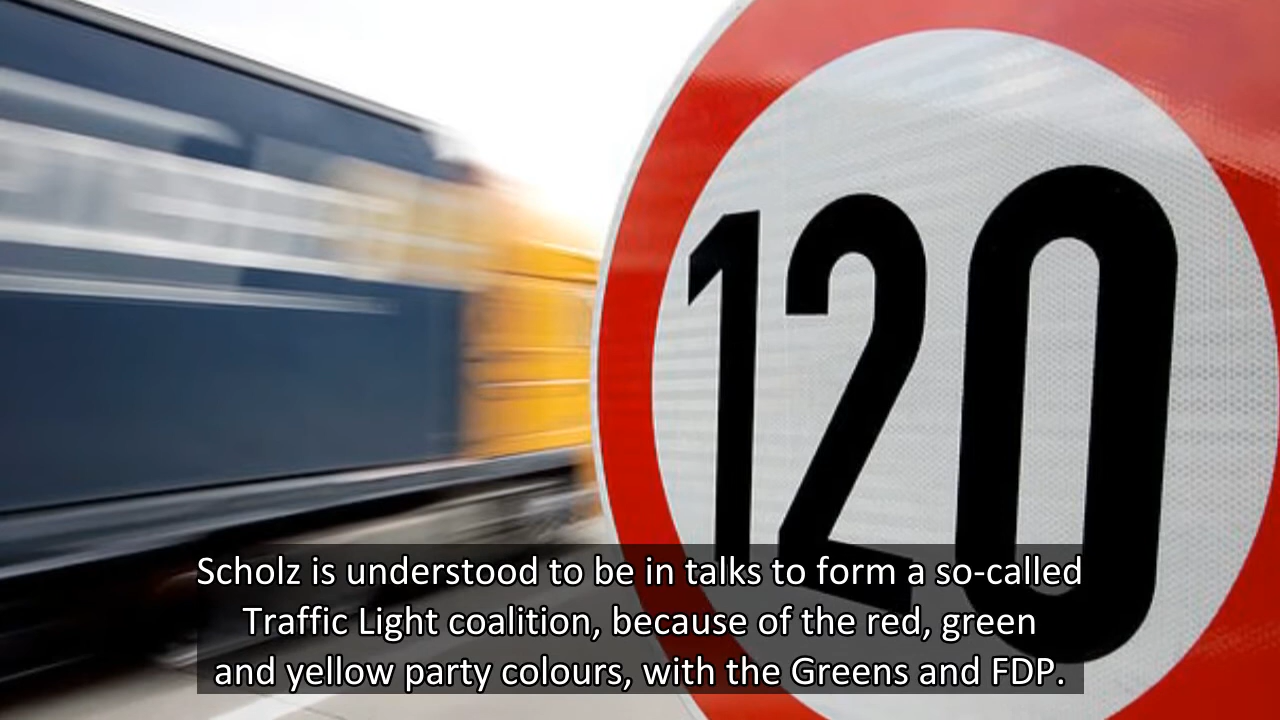 120
Scholz is understood to be in talks to form a so-called
Traffic Light coalition, because of the red, green
and yellow party colours, with the Greens and FDP.